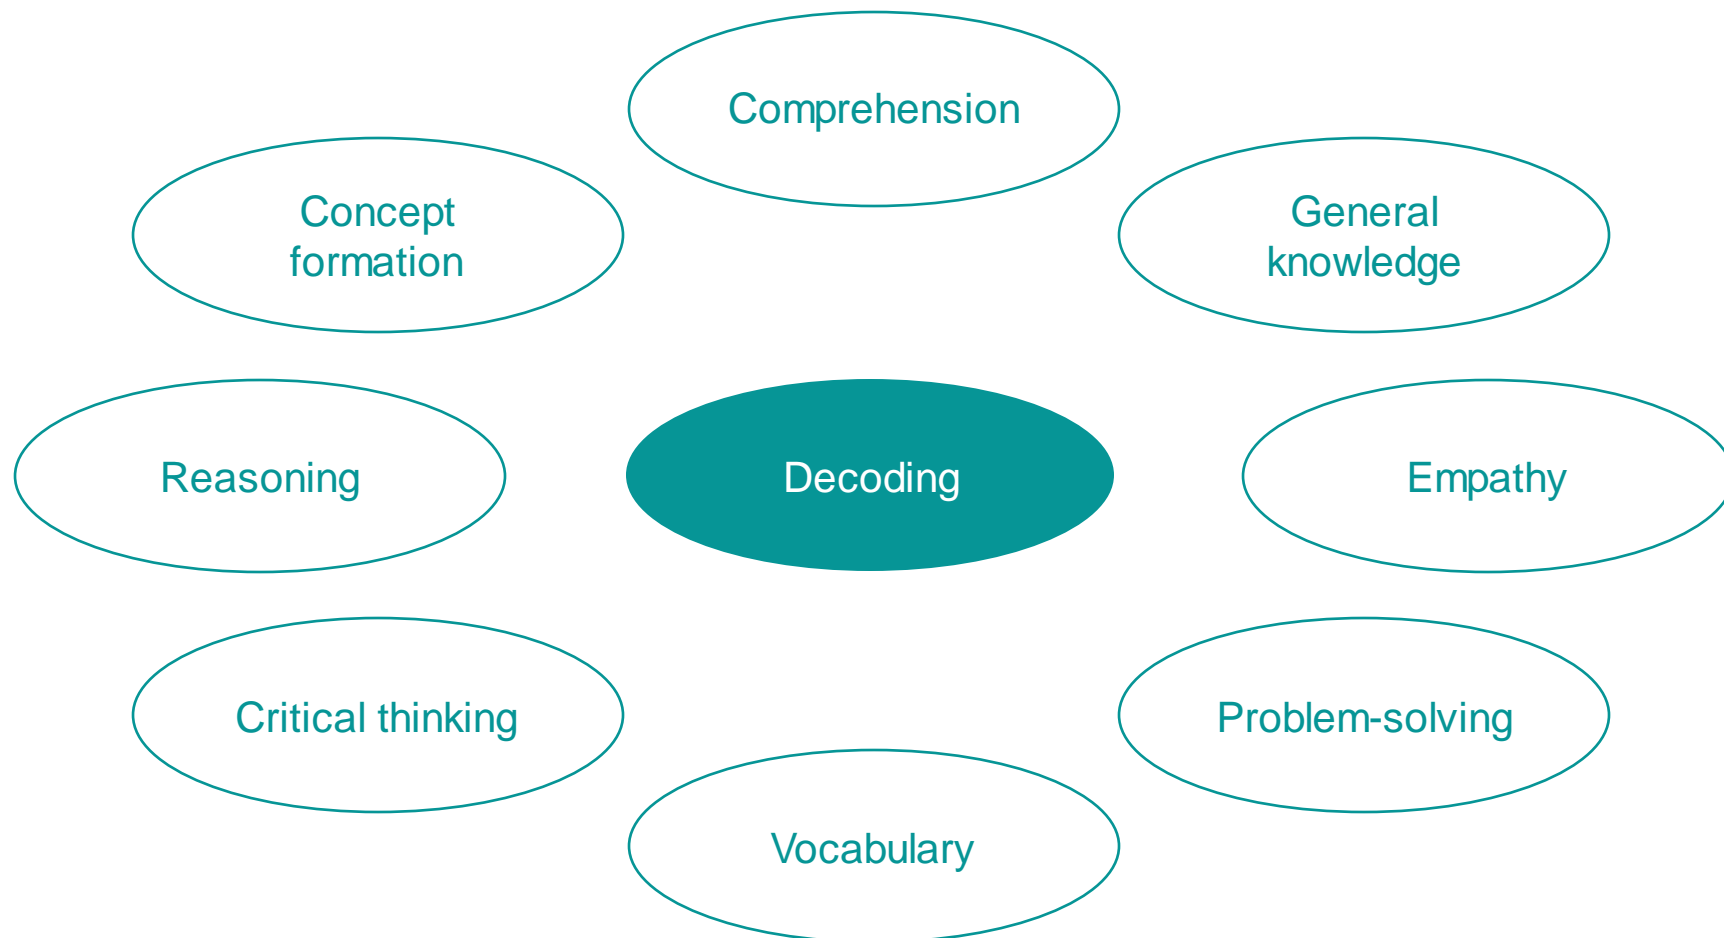 Comprehension
Concept
formation
General
knowledge
Reasoning
Decoding
Empathy
Critical thinking
Problem-solving
Vocabulary